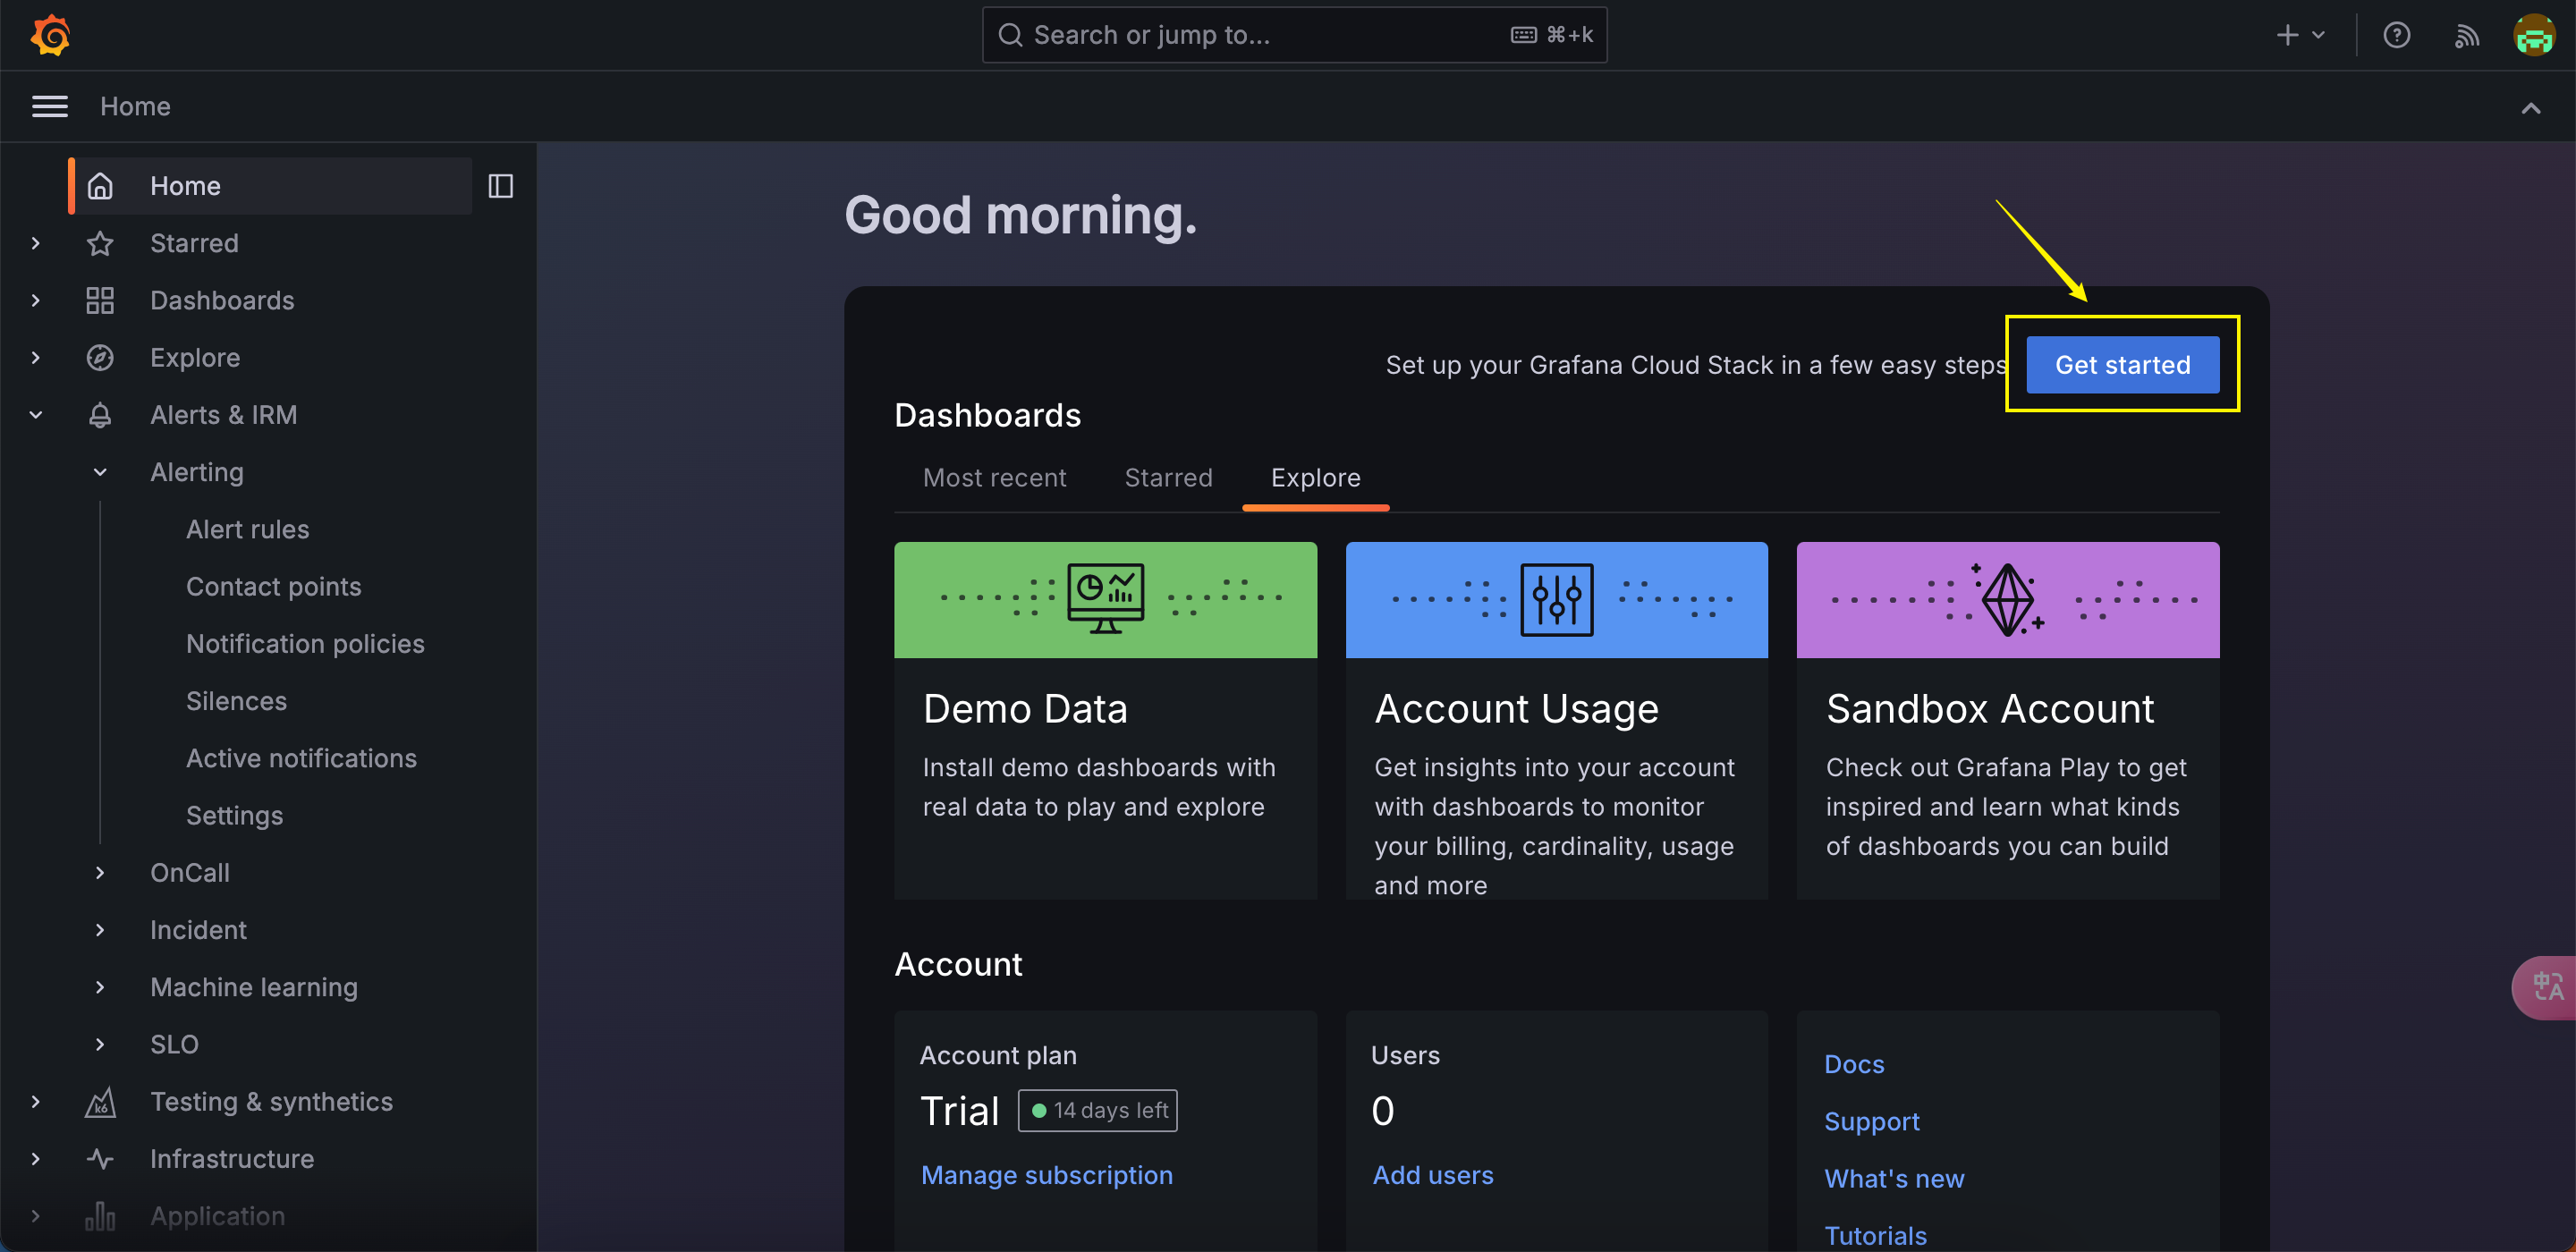 Search or jump to...
⌘+k
Home
Home
Starred
Dashboards
Explore
Alerts & IRM
Alerting
Alert rules
Contact points
Notification policies
Silences
Active notifications
Settings
OnCall
Incident
Machine learning
SLO
k6
Testing & synthetics
Infrastructure
Application
Good morning.
Set up your Grafana Cloud Stack in a few easy steps
Get started
Dashboards
Most recent
Starred
Explore
Demo Data
Install demo dashboards with
real data to play and explore
Account Usage
Get insights into your account
with dashboards to monitor
your billing, cardinality, usage
and more
Sandbox Account
Check out Grafana Play to get
inspired and learn what kinds
of dashboards you can build
Account
Account plan
Trial
14 days left
Manage subscription
Users
0
Add users
Docs
Support
What's new
Tutorials
中A